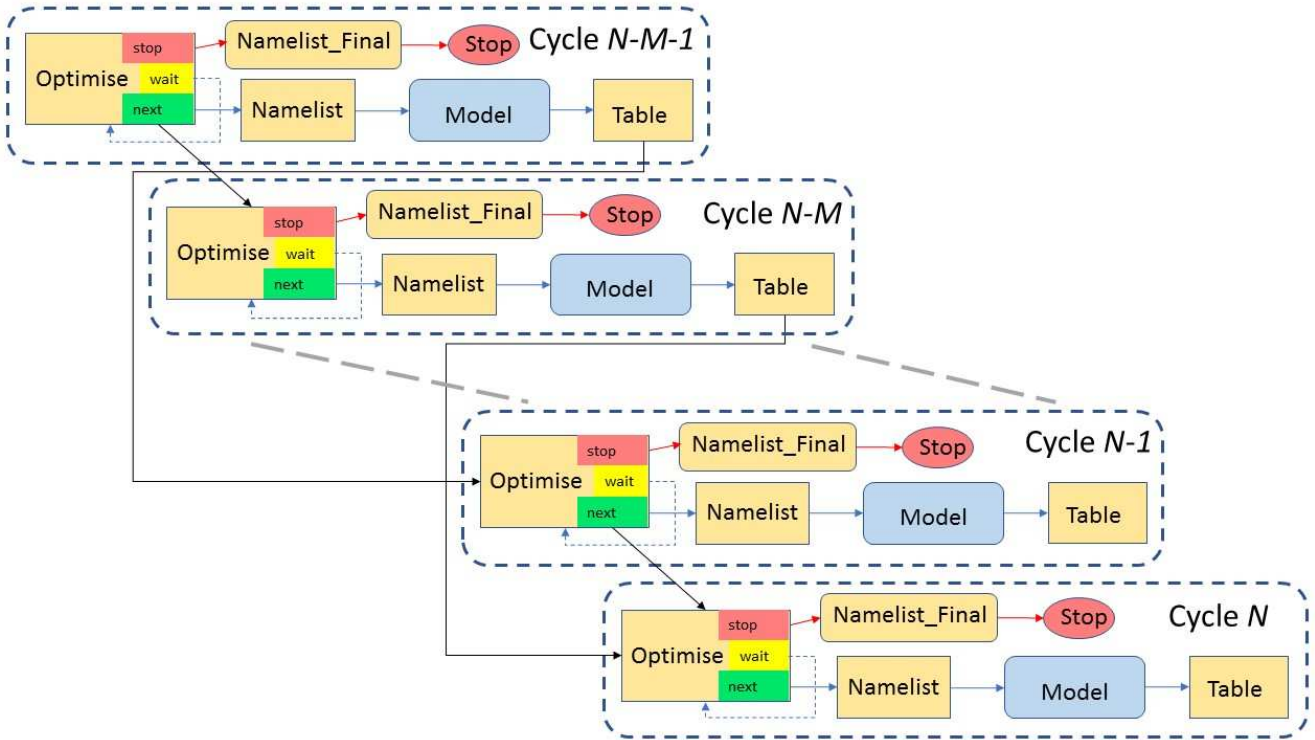 stop
Namelist_Final
Stop
Cycle N-M-1
Optimise
wait
next
Namelist
Model
Table
stop
Namelist_Final
Stop
Cycle N-M
Optimise
wait
next
Namelist
Model
Table
stop
Namelist_Final
Stop
Cycle N-1
Optimise
wait
next
Namelist
Model
Table
stop
Namelist_Final
Stop
Cycle N
Optimise
wait
next
Namelist
Model
Table